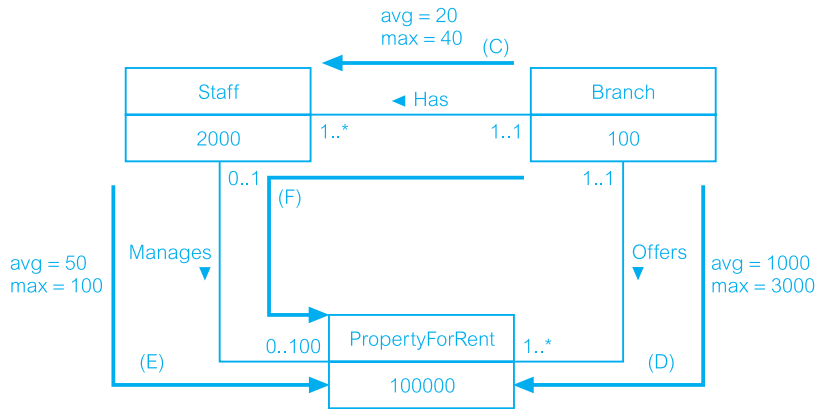 avg = 20
max = 40
(C)
Staff
◄ Has
Branch
2000
1..*
1..1
100
0..1
(F)
1..1
Manages
▼
Offers
▼
avg = 50
max = 100
avg = 1000
max = 3000
PropertyForRent
0..100
1..*
(E)
100000
(D)